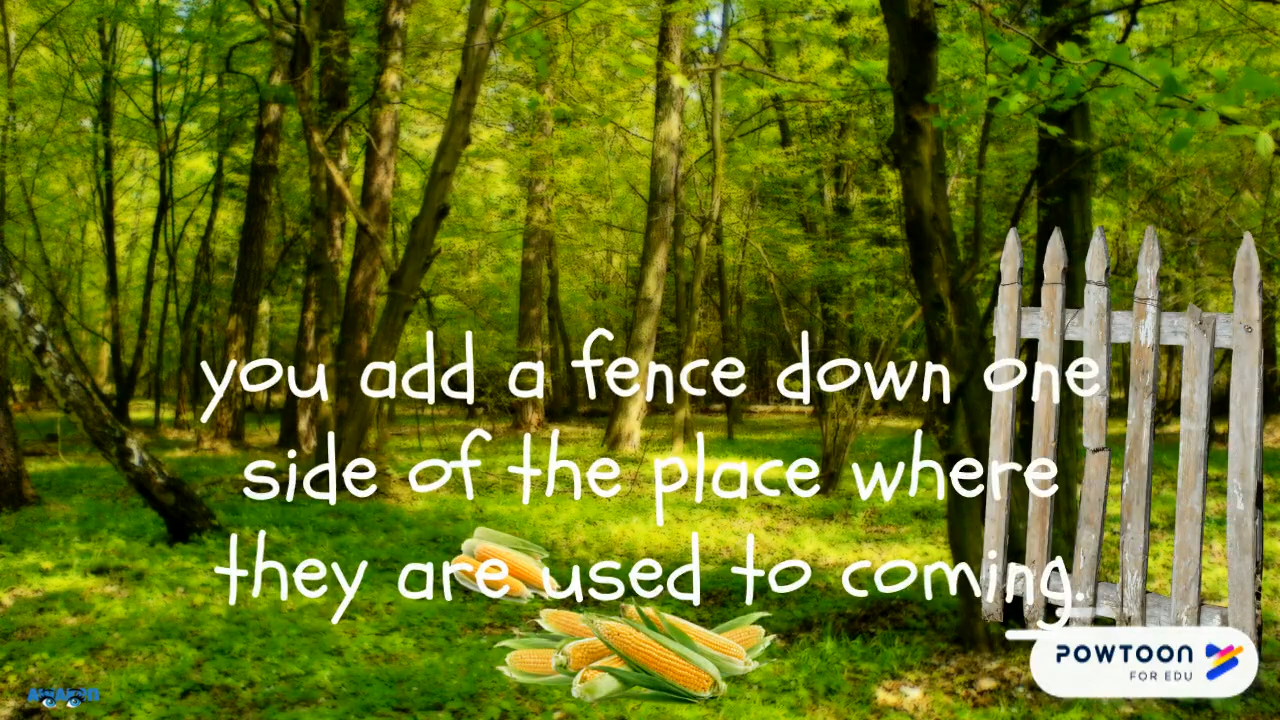 you add a fence down one
side of the place where
they are used to coming.
POWTOON
FOR EDU